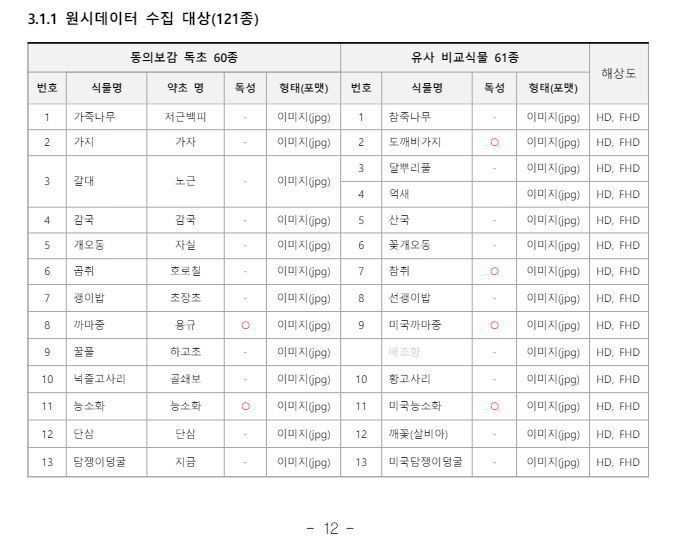 3.1.1 원시데이터 수집 대상(121종)
동의보감 독초 60종 유사 비교식물 61종 해상도
번호 식물명 약초 명 독성 형태(포맷) 번호 식물명 독성 형태(포맷)
1 가죽나무 저근백피 - 이미지(jpg) 1 참죽나무 - 이미지(jpg) HD, FHD
2 가지 가자 - 이미지(jpg) 2 도깨비가지 ○ 이미지(jpg) HD, FHD
3 갈대 노근 - 이미지(jpg) 3 달뿌리풀 - 이미지(jpg) HD, FHD
4 억새 이미지(jpg) HD, FHD
4 감국 감국 - 이미지(jpg) 5 산국 - 이미지(jpg) HD, FHD
5 개오동 자실 - 이미지(jpg) 6 꽃개오동 - 이미지(jpg) HD, FHD
6 곰취 호로칠 - 이미지(jpg) 7 참취 ○ 이미지(jpg) HD, FHD
7 괭이밥 초장초 - 이미지(jpg) 8 선괭이밥 - 이미지(jpg) HD, FHD
8 까마중 용규 ○ 이미지(jpg) 9 미국까마중 ○ 이미지(jpg) HD, FHD
9 꿀풀 하고초 - 이미지(jpg) 배초향 - 이미지(jpg) HD, FHD
10 넉줄고사리 골쇄보 - 이미지(jpg) 10 황고사리 - 이미지(jpg) HD, FHD
11 능소화 능소화 ○ 이미지(jpg) 11 미국능소화 ○ 이미지(jpg) HD, FHD
12 단삼 단삼 - 이미지(jpg) 12 깨꽃(살비아) - 이미지(jpg) HD, FHD
13 담쟁이덩굴 지금 - 이미지(jpg) 13 미국담쟁이덩굴 - 이미지(jpg) HD, FHD
- 12 -